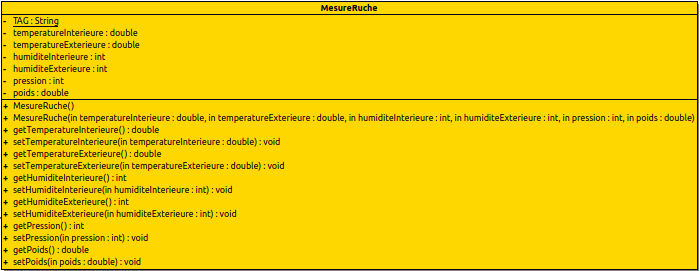 MesureRuche
- TAG : String
- temperatureInterieure : double
- temperatureExterieure : double
- humiditeInterieure : int
- humiditeExterieure : int
- pression : int
- poids : double
+ MesureRuche()
+ MesureRuche(in temperatureInterieure : double, in temperatureExterieure : double, in humiditeInterieure : int, in humiditeExterieure : int, in pression : int, in poids : double)
+ getTemperatureInterieure() : double
+ setTemperatureInterieure(in temperatureInterieure : double) : void
+ getTemperatureExterieure() : double
+ setTemperatureExterieure(in temperatureExterieure : double) : void
+ getHumiditeInterieure() : int
+ setHumiditeInterieure(in humiditeInterieure : int) : void
+ getHumiditeExterieure() : int
+ setHumiditeExterieure(in humiditeExterieure : int) : void
+ getPression() : int
+ setPression(in pression : int) : void
+ getPoids() : double
+ setPoids(in poids : double) : void